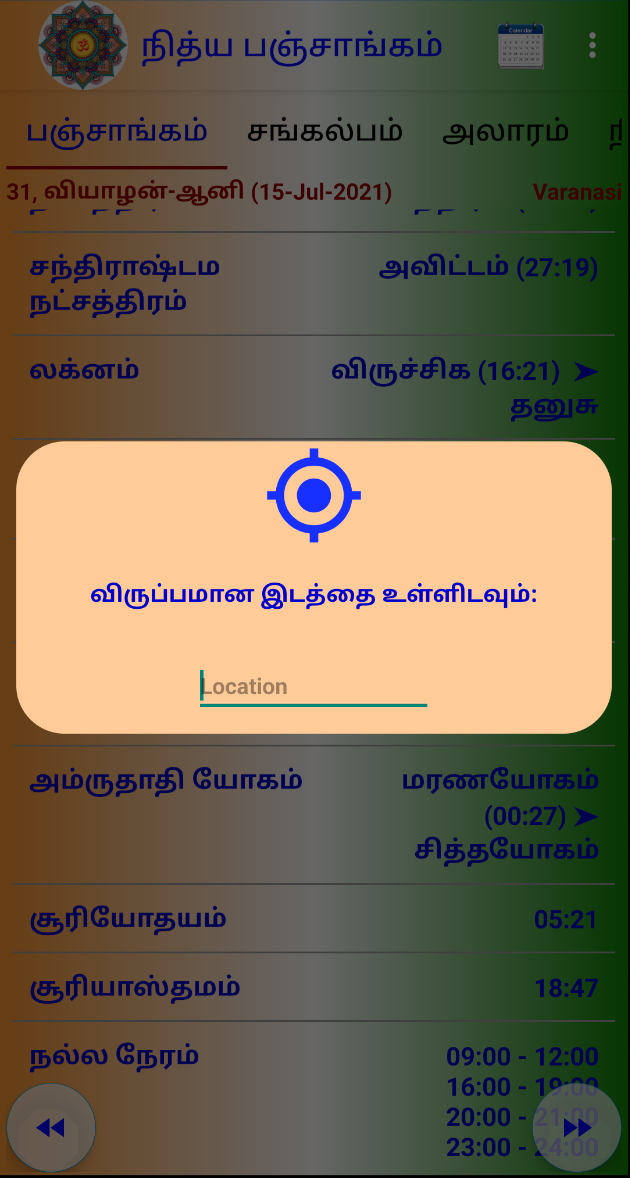 நித்ய பஞ்சாங்கம்
பஞ்சாங்கம் சங்கல்பம் அலாரம்
31, வியாழன்-ஆனி (15-Jul-2021) Varanasi
சந்திராஷ்டம அவிட்டம் (27:19)
நட்சத்திரம்
லக்னம் விருச்சிக (16:21) ➤
தனுசு
விருப்பமான இடத்தை உள்ளிடவும்:
Location
அம்ருதாதி யோகம் மரணயோகம்
(00:27) ➤
சித்தயோகம்
சூரியோதயம் 05:21
சூரியாஸ்தமம் 18:47
நல்ல நேரம் 09:00 - 12:00
16:00 - 19:00
20:00 - 21:00
23:00 - 24:00